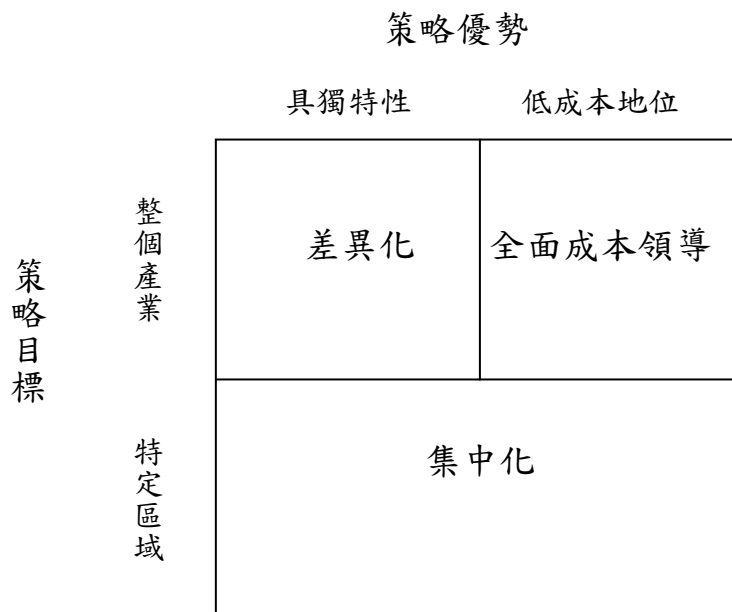 策略優勢
具獨特性 低成本地位
策略目標
整個產業
差異化 全面成本領導
特定區域
集中化